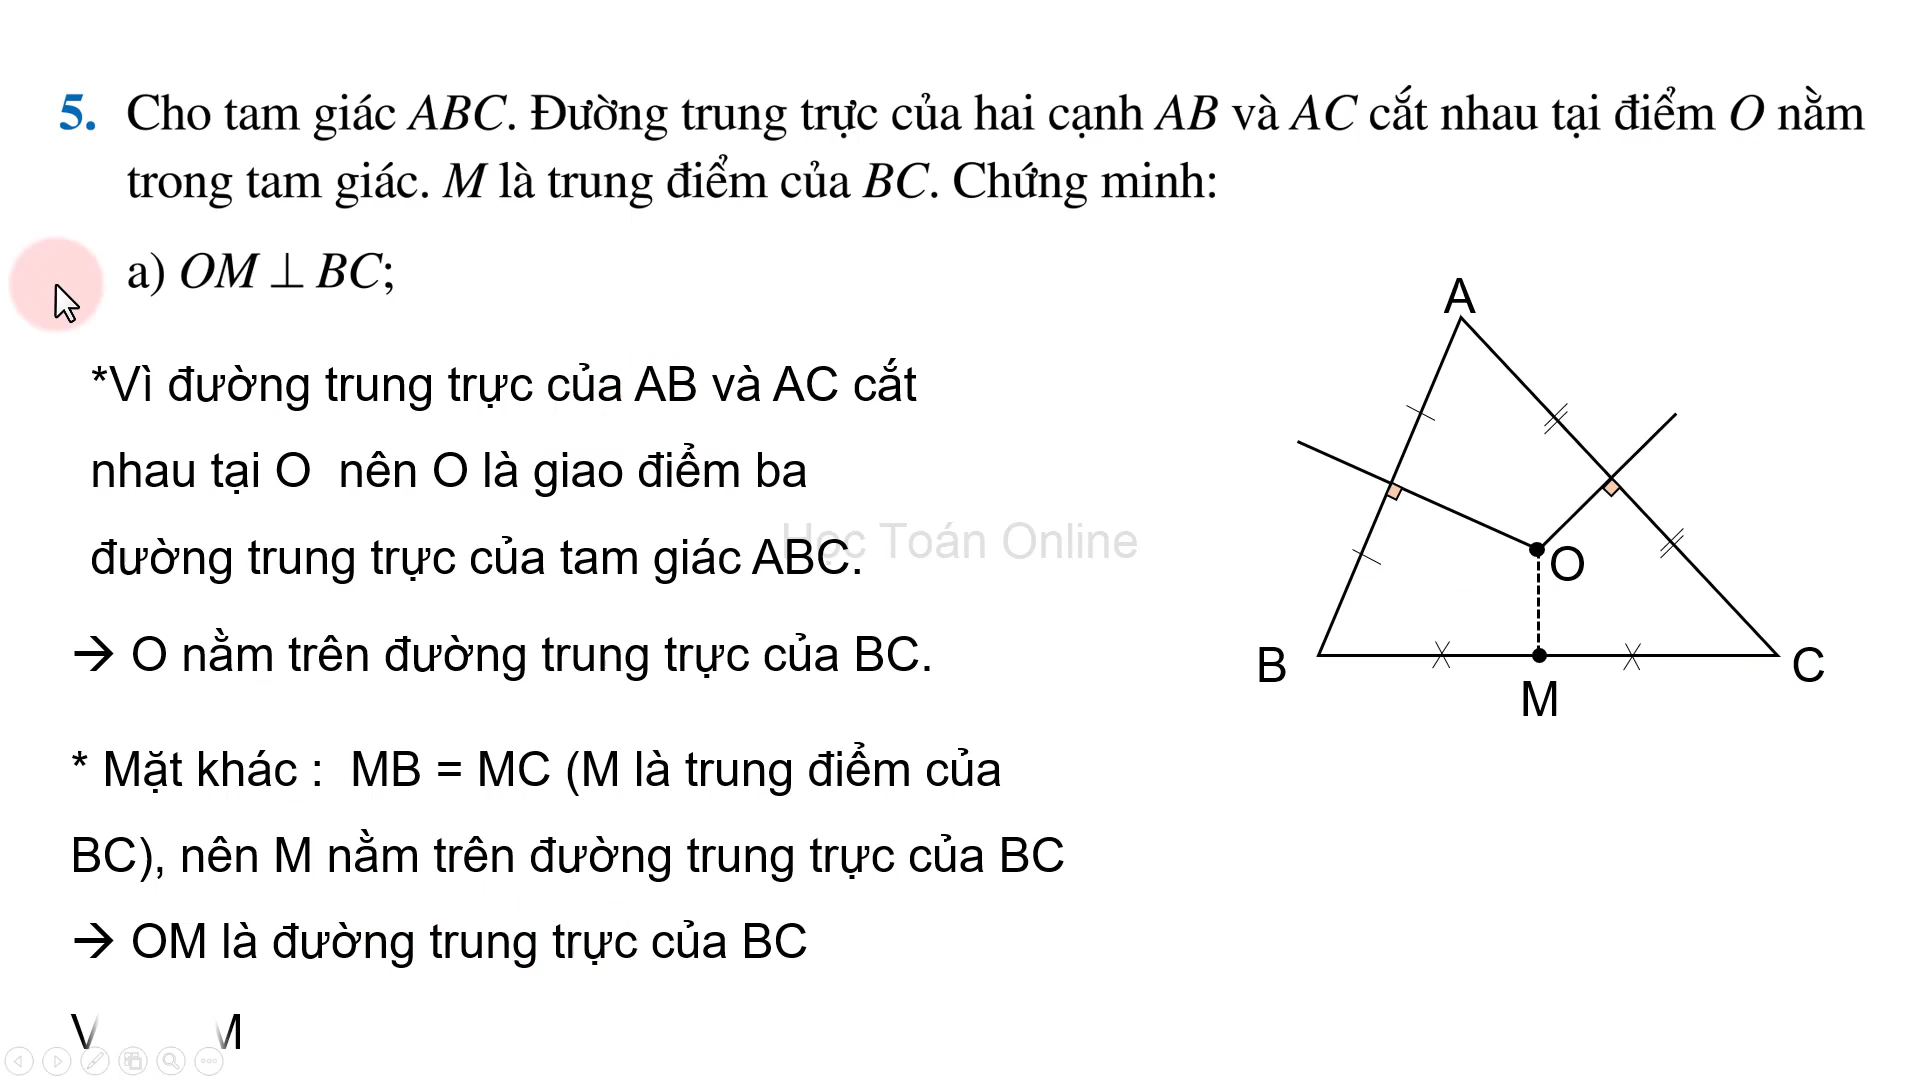 5. Cho tam giác ABC. Đường trung trực của hai cạnh AB và AC cắt nhau tại điểm O nằm
trong tam giác. M là trung điểm của BC. Chứng minh:
a) OM ⊥ BC;
*Vì đường trung trực của AB và AC cắt
nhau tại O nên O là giao điểm ba
đường trung trực của tam giác ABC.
→ O nằm trên đường trung trực của BC.
* Mặt khác : MB = MC (M là trung điểm của
BC), nên M nằm trên đường trung trực của BC
→ OM là đường trung trực của BC
A
O
B
C
M
Học Toán Online